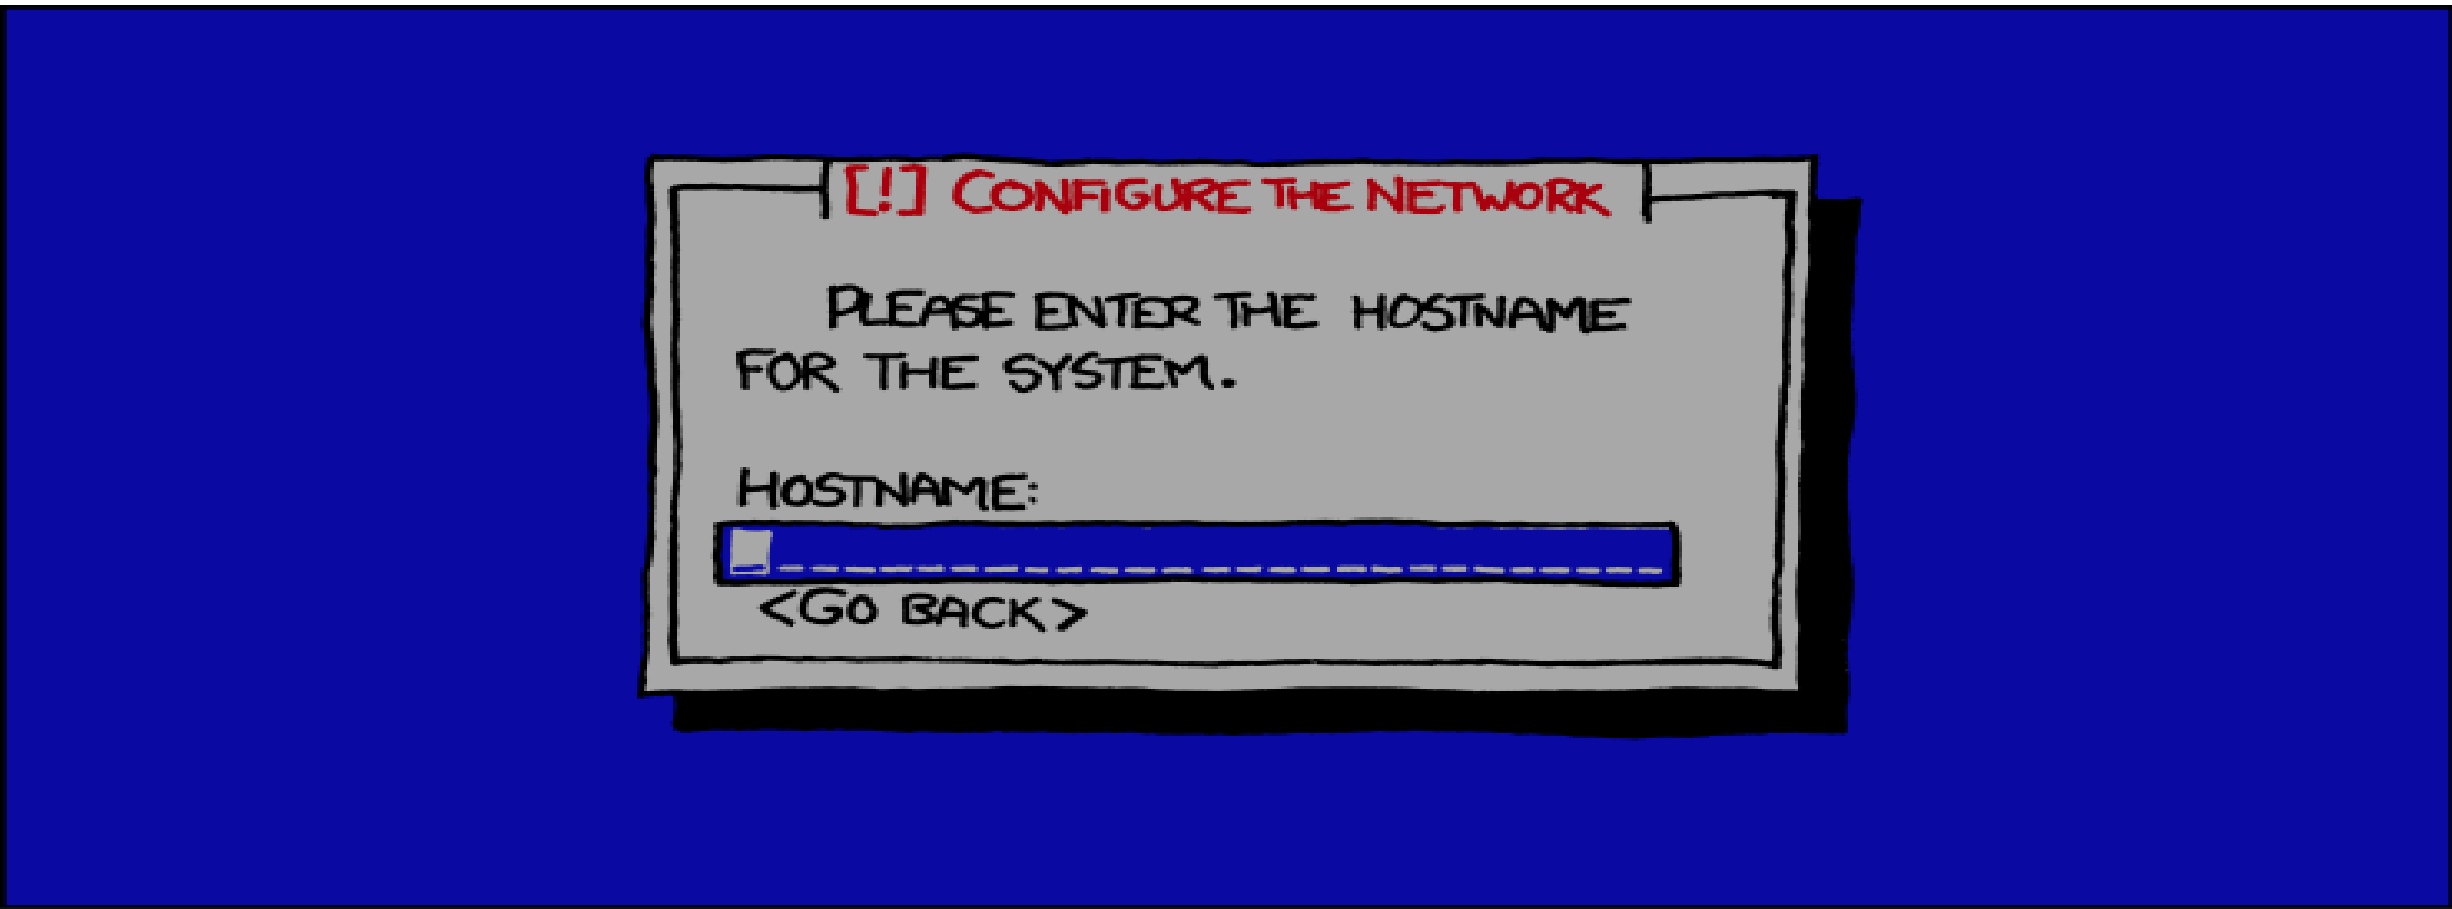 [!] CONFIGURE THE NETWORK
PLEASE ENTER THE HOSTNAME
FOR THE SYSTEM.
HOSTNAME:
<GO BACK>